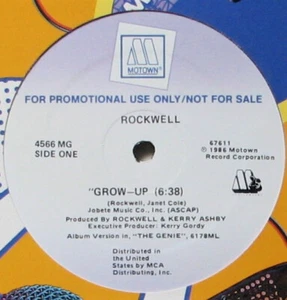 M
MOTOWN
FOR PROMOTIONAL USE ONLY/NOT FOR SALE
ROCKWELL
4566 MG
SIDE ONE
67611
℗ 1986 Motown
Record Corporation
"GROW-UP (6:38)
(Rockwell, Janet Cole)
Jobete Music Co., Inc. (ASCAP)
Produced by ROCKWELL & KERRY ASHBY
Executive Producer: Kerry Gordy
Album Version in, "THE GENIE", 6178ML
Distributed in
the United
States by MCA
Distributing, Inc.